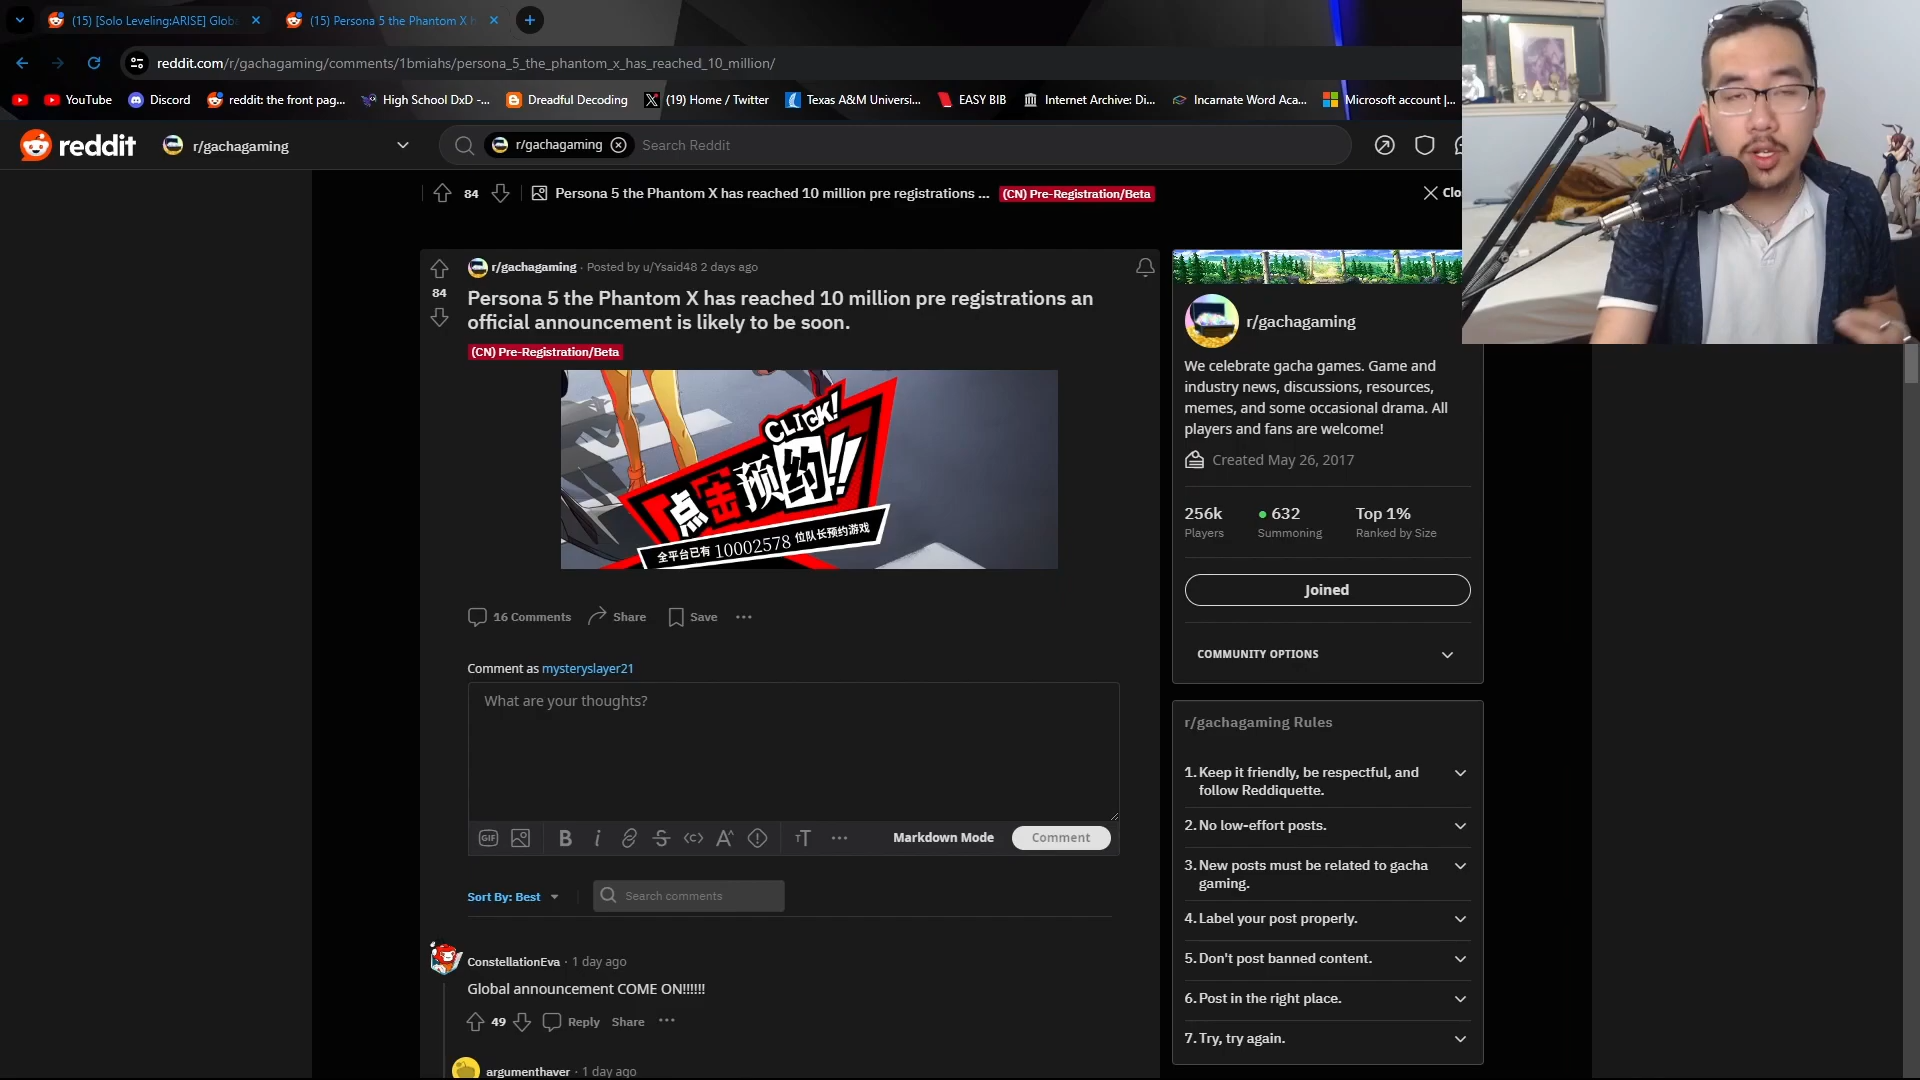 (15) [Solo Leveling:ARISE] Glob
(15) Persona 5 the Phantom X h
reddit.com/r/gachagaming/comments/1bmiahs/persona_5_the_phantom_x_has_reached_10_million/
YouTube
Discord
reddit: the front pag...
High School DxD -...
Dreadful Decoding
(19) Home / Twitter
Texas A&M Universi...
EASY BIB
Internet Archive: Di...
Incarnate Word Aca...
Microsoft account |...
reddit
r/gachagaming
r/gachagaming
Search Reddit
84
Persona 5 the Phantom X has reached 10 million pre registrations ...
(CN) Pre-Registration/Beta
Clo
r/gachagaming · Posted by u/Ysaid48 2 days ago
84
Persona 5 the Phantom X has reached 10 million pre registrations an
official announcement is likely to be soon.
(CN) Pre-Registration/Beta
CLICK!
点击预约!!
全平台已有 10002578 位队长预约游戏
16 Comments
Share
Save
Comment as mysteryslayer21
What are your thoughts?
GIF
Markdown Mode
Comment
Sort By: Best
Search comments
ConstellationEva · 1 day ago
Global announcement COME ON!!!!!!
49
Reply
Share
argumenthaver · 1 day ago
r/gachagaming
We celebrate gacha games. Game and
industry news, discussions, resources,
memes, and some occasional drama. All
players and fans are welcome!
Created May 26, 2017
256k
632
Top 1%
Players
Summoning
Ranked by Size
Joined
COMMUNITY OPTIONS
r/gachagaming Rules
1. Keep it friendly, be respectful, and
follow Reddiquette.
2. No low-effort posts.
3. New posts must be related to gacha
gaming.
4. Label your post properly.
5. Don't post banned content.
6. Post in the right place.
7. Try, try again.